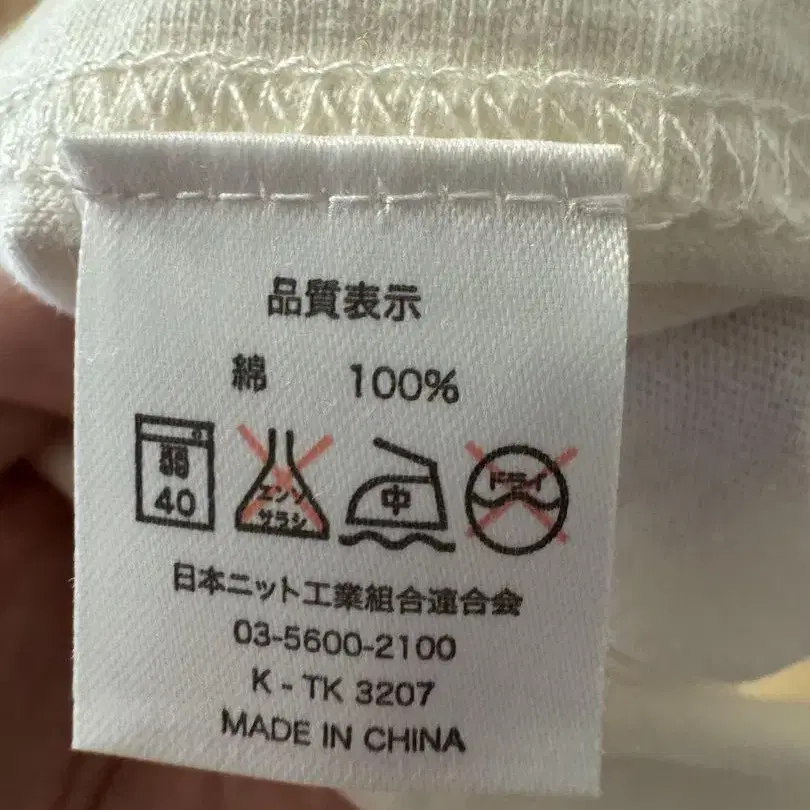 品質表示
綿 100%
弱 40
エンソ サラシ
中
ドライ
日本ニット工業組合連合会
03-5600-2100
K - TK 3207
MADE IN CHINA